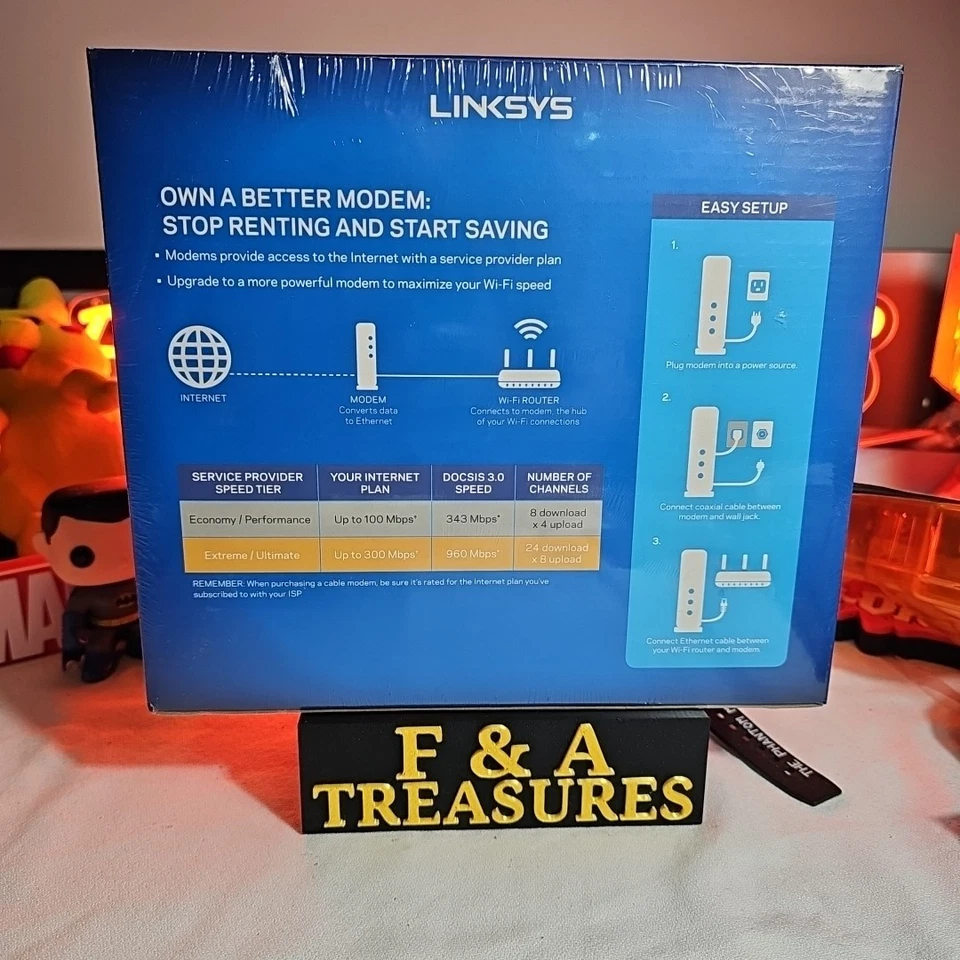 LINKSYS
OWN A BETTER MODEM:
STOP RENTING AND START SAVING
• Modems provide access to the Internet with a service provider plan
• Upgrade to a more powerful modem to maximize your Wi-Fi speed
INTERNET
MODEM
Converts data
to Ethernet
Wi-Fi ROUTER
Connects to modem, the hub
of your Wi-Fi connections
SERVICE PROVIDER
SPEED TIER
YOUR INTERNET
PLAN
DOCSIS 3.0
SPEED
NUMBER OF
CHANNELS
Economy / Performance
Up to 100 Mbps*
343 Mbps*
8 download
x 4 upload
Extreme / Ultimate
Up to 300 Mbps*
960 Mbps*
24 download
x 8 upload
REMEMBER: When purchasing a cable modem, be sure it's rated for the Internet plan you've
subscribed to with your ISP
EASY SETUP
1.
Plug modem into a power source.
2.
Connect coaxial cable between
modem and wall jack.
3.
Connect Ethernet cable between
your Wi-Fi router and modem.
MA
THE PHANTOM
F & A
TREASURES